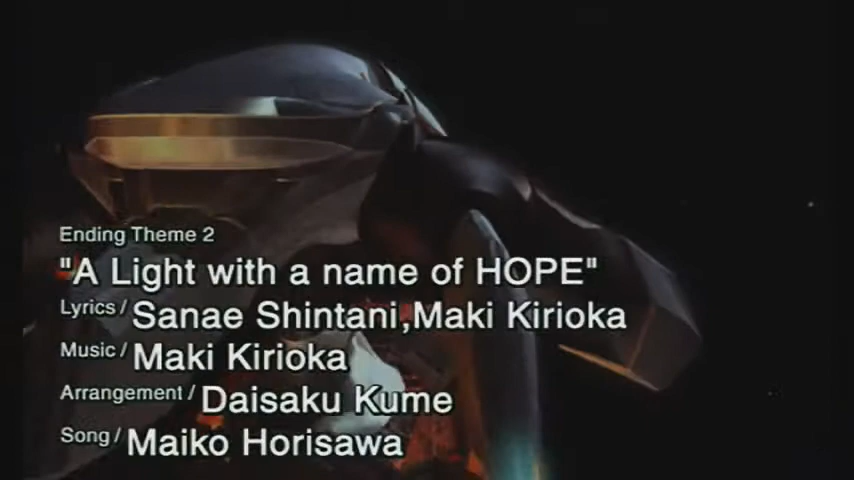 Ending Theme 2
"A Light with a name of HOPE"
Lyrics / Sanae Shintani,Maki Kirioka
Music / Maki Kirioka
Arrangement / Daisaku Kume
Song / Maiko Horisawa